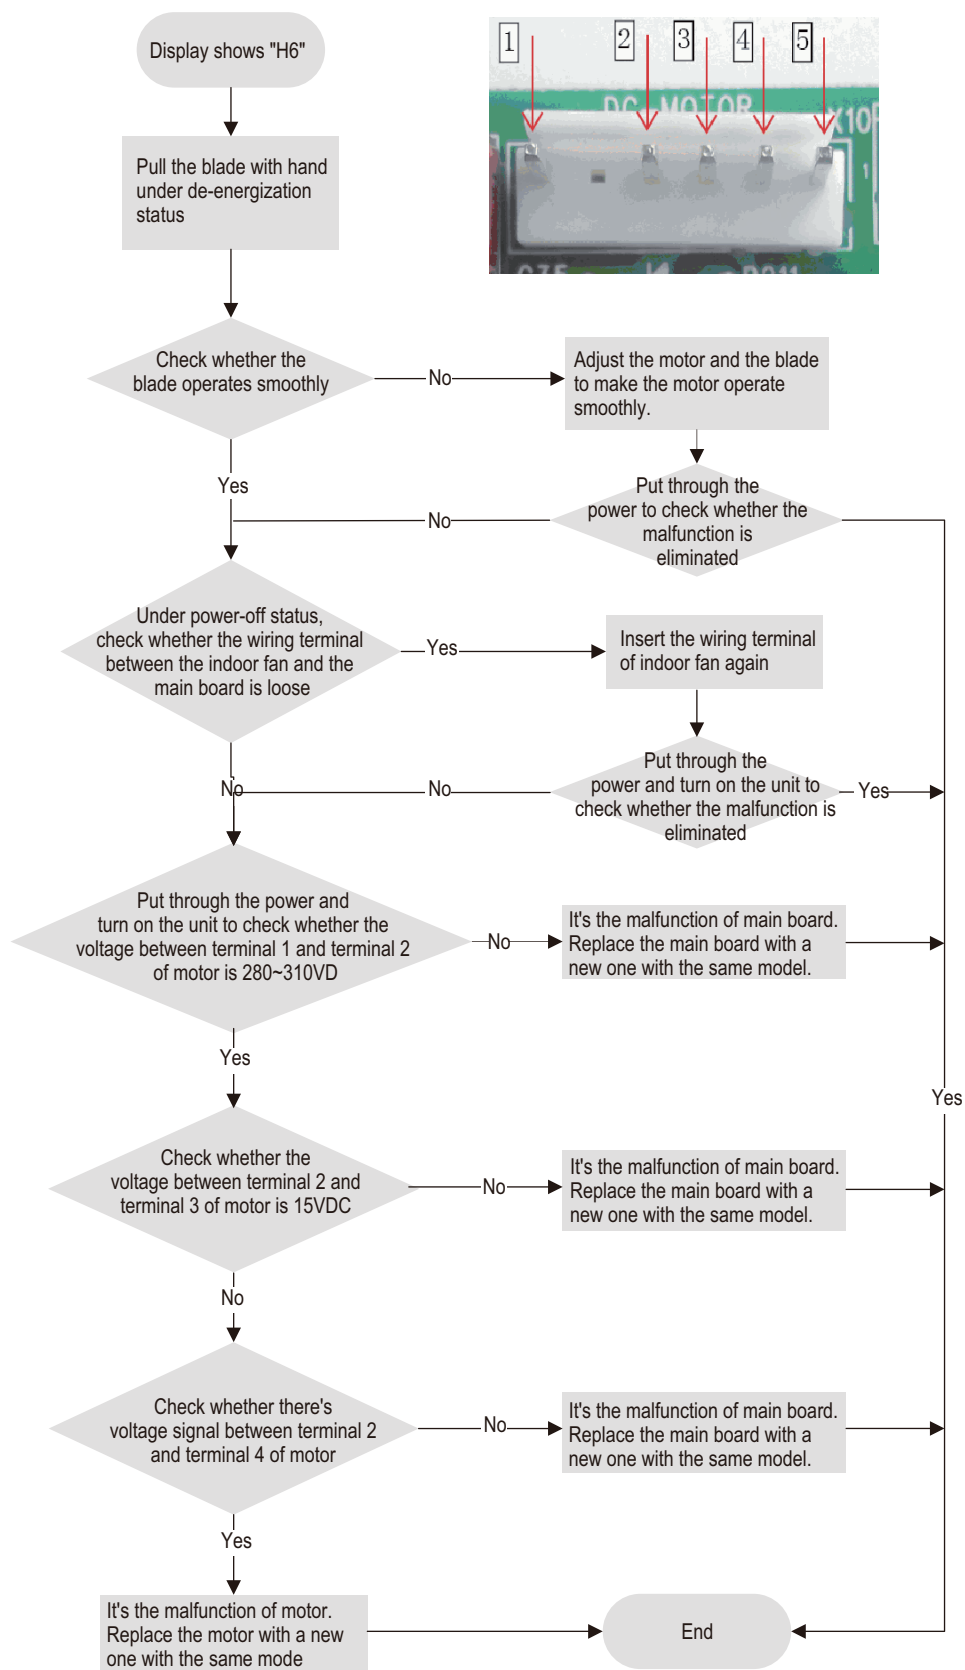 Display shows "H6"
1
2
3
4
5
DC MOTOR
1
Pull the blade with hand
under de-energization
status
Check whether the
blade operates smoothly
No
Adjust the motor and the blade
to make the motor operate
smoothly.
Yes
Put through the
power to check whether the
malfunction is
eliminated
No
Under power-off status,
check whether the wiring terminal
between the indoor fan and the
main board is loose
Yes
Insert the wiring terminal
of indoor fan again
No
Put through the
power and turn on the unit to
check whether the malfunction is
eliminated
No
Yes
Put through the power and
turn on the unit to check whether the
voltage between terminal 1 and terminal 2
of motor is 280~310VD
No
It's the malfunction of main board.
Replace the main board with a
new one with the same model.
Yes
Yes
Check whether the
voltage between terminal 2 and
terminal 3 of motor is 15VDC
No
It's the malfunction of main board.
Replace the main board with a
new one with the same model.
No
Check whether there's
voltage signal between terminal 2
and terminal 4 of motor
No
It's the malfunction of main board.
Replace the main board with a
new one with the same model.
Yes
It's the malfunction of motor.
Replace the motor with a new
one with the same mode
End